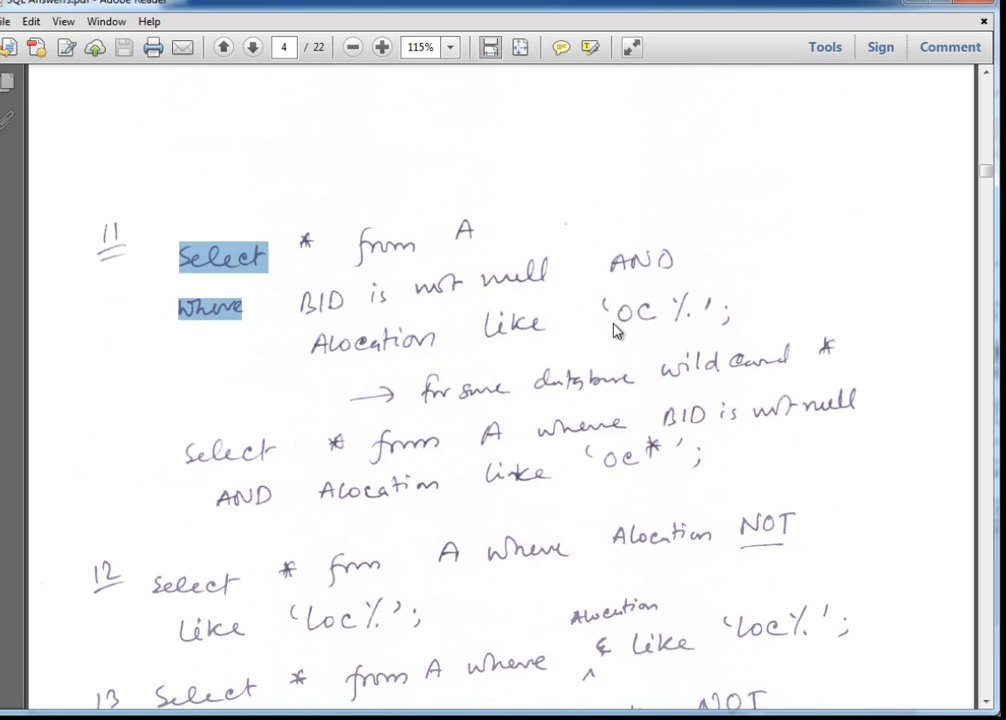 SQL Answers.pdf - Adobe Reader
File Edit View Window Help
4 / 22 115% Tools Sign Comment
11 Select * from A
where BID is not null AND
Alocation like 'oc%';
→ for some database wild card *
Select * from A where BID is not null
AND Alocation like 'oc*';
12 Select * from A where Alocation NOT
like 'loc%';
Alocation
13 Select * from A where like 'loc%';
NOT